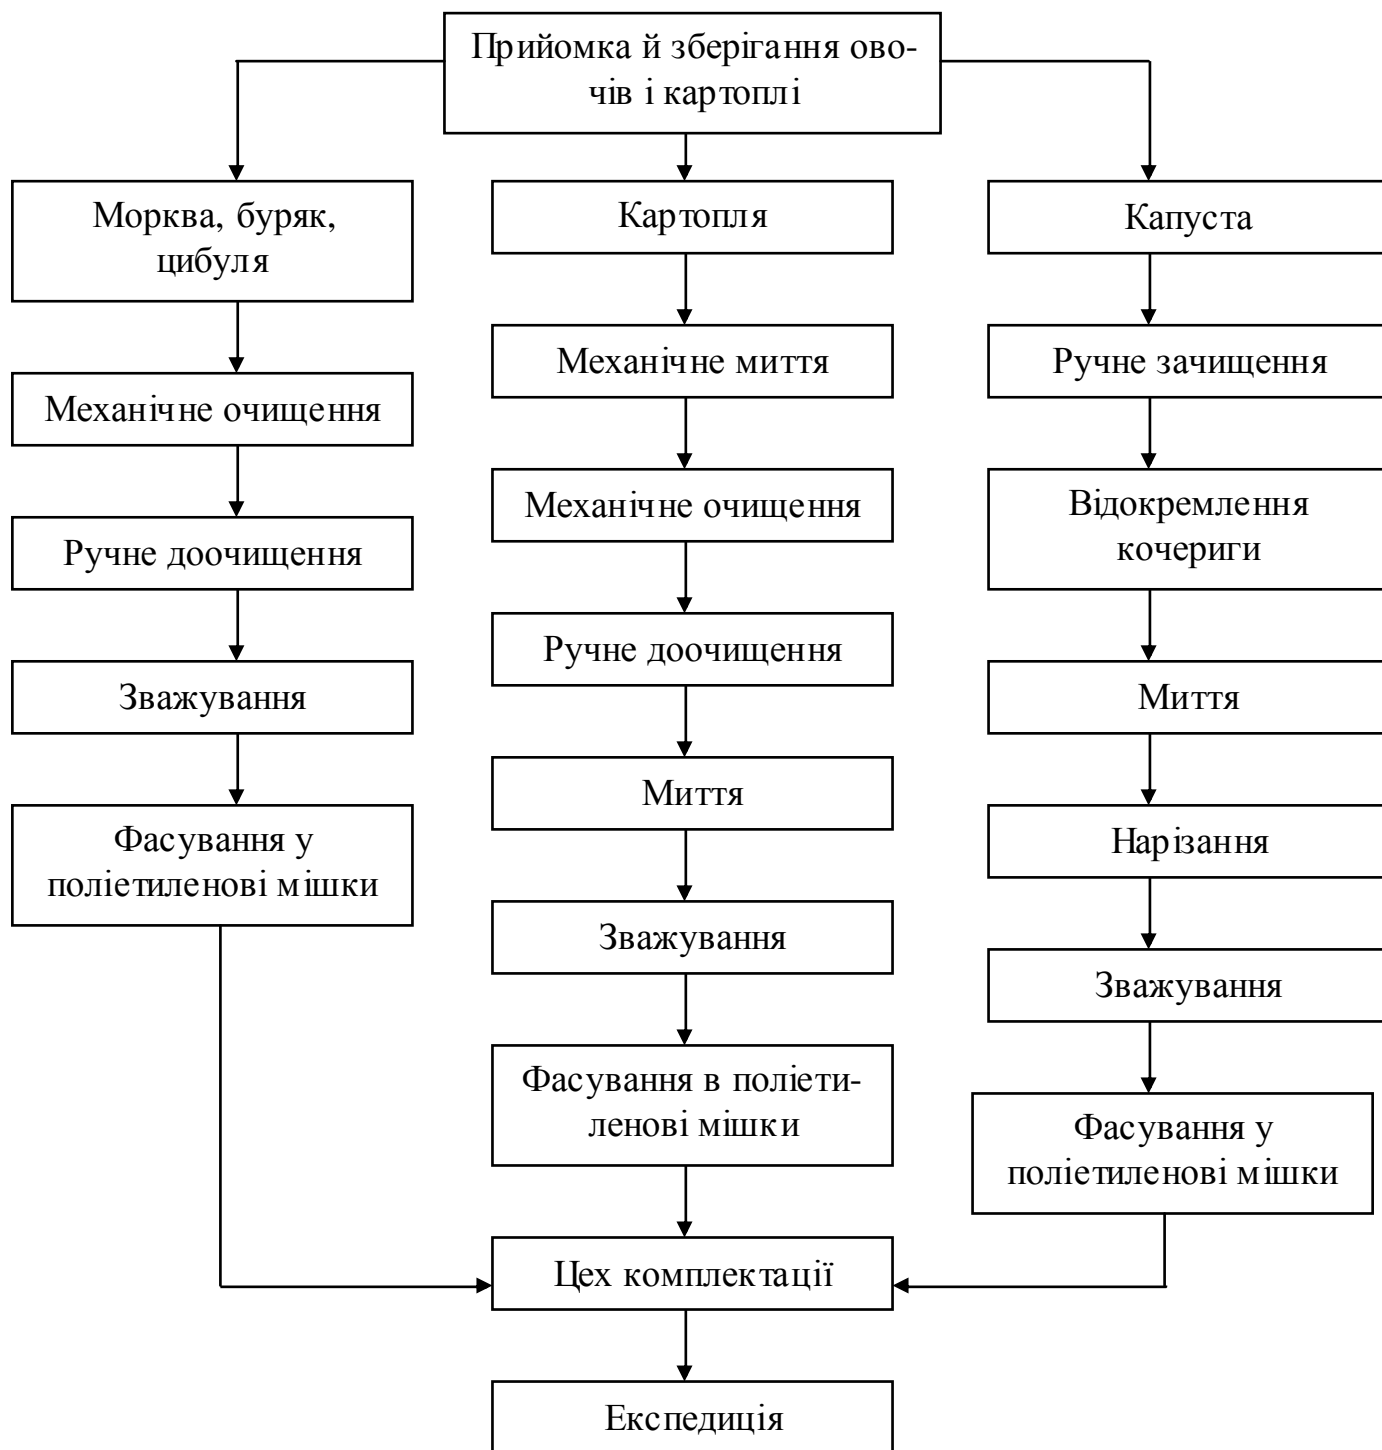 Прийомка й зберігання ово-
чів і картоплі
Морква, буряк,
цибуля
Механічне очищення
Ручне доочищення
Зважування
Фасування у
поліетиленові мішки
Картопля
Механічне миття
Механічне очищення
Ручне доочищення
Миття
Зважування
Фасування в поліети-
ленові мішки
Капуста
Ручне зачищення
Відокремлення
кочериги
Миття
Нарізання
Зважування
Фасування у
поліетиленові мішки
Цех комплектації
Експедиція